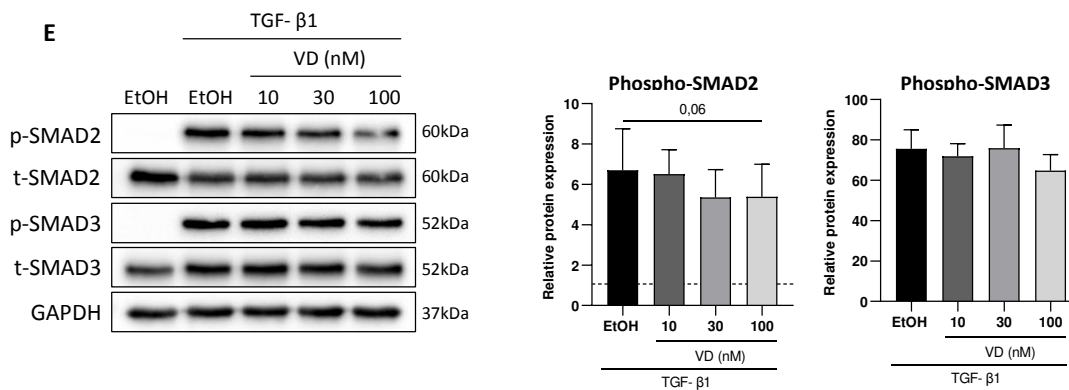 E
TGF- β1
VD (nM)
EtOH EtOH 10 30 100
p-SMAD2 60kDa
t-SMAD2 60kDa
p-SMAD3 52kDa
t-SMAD3 52kDa
GAPDH 37kDa
Phospho-SMAD2
Relative protein expression
10
8
6
4
2
0
0,06
EtOH 10 30 100
VD (nM)
TGF- β1
Phospho-SMAD3
Relative protein expression
100
80
60
40
20
0
EtOH 10 30 100
VD (nM)
TGF- β1